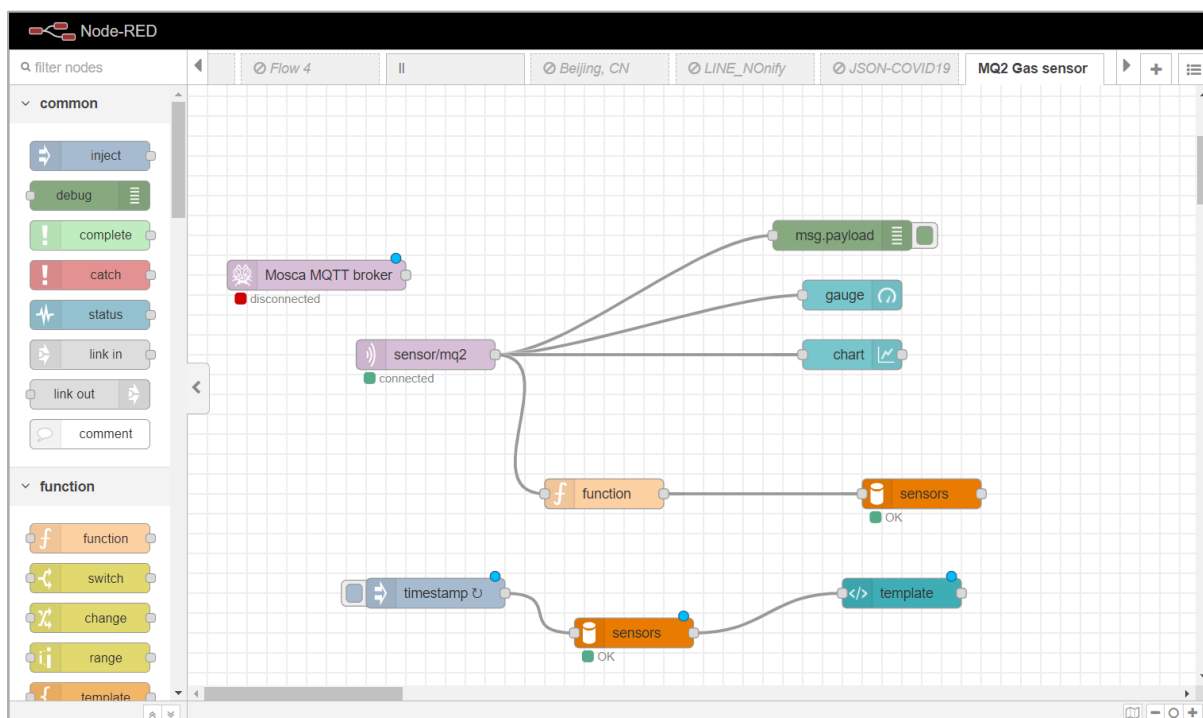 Node-RED
filter nodes
Flow 4
II
Beijing, CN
LINE_NOnify
JSON-COVID19
MQ2 Gas sensor
common
inject
debug
complete
catch
status
link in
link out
comment
function
function
switch
change
range
template
msg.payload
Mosca MQTT broker
disconnected
gauge
sensor/mq2
connected
chart
function
sensors
OK
timestamp ↻
template
sensors
OK